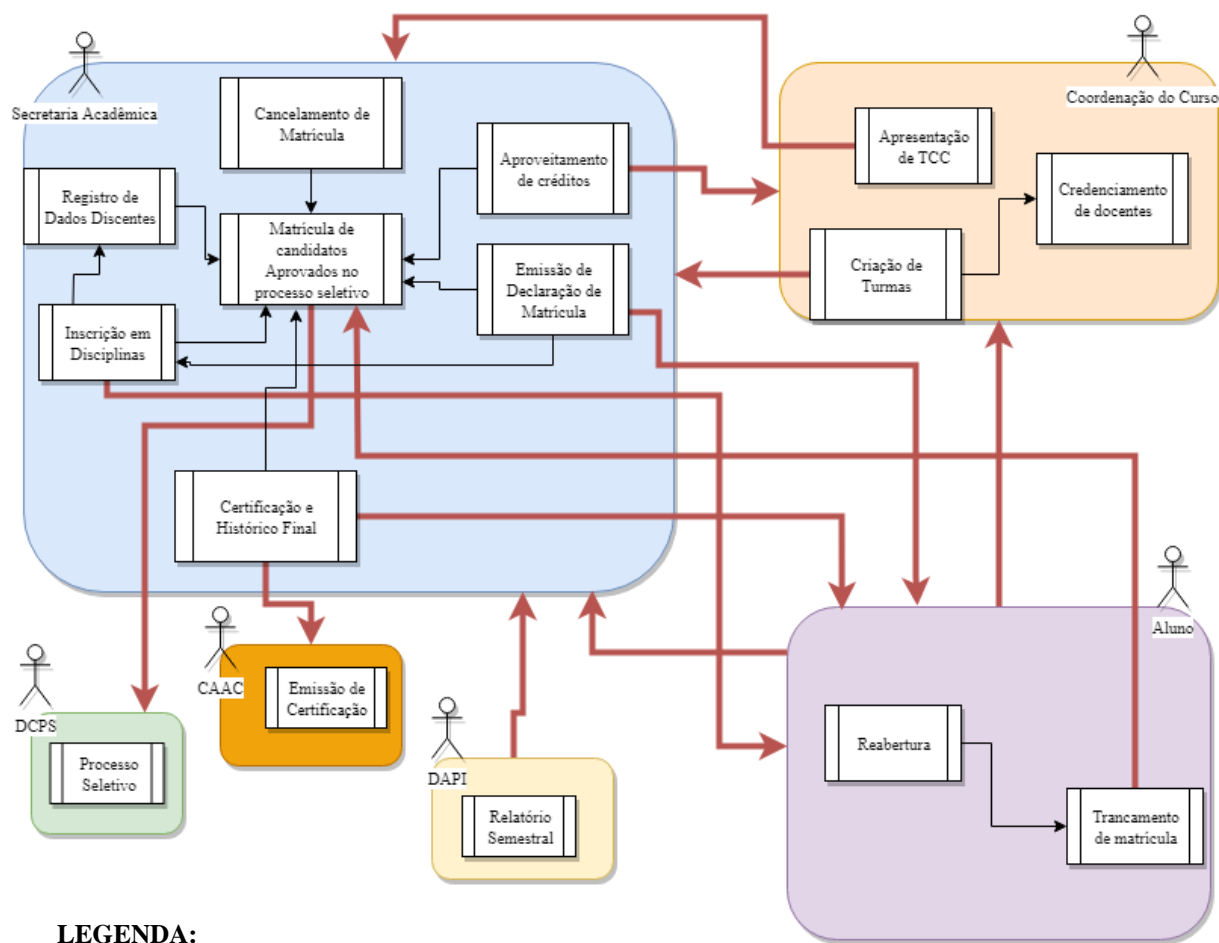 Secretaria Acadêmica
Cancelamento de
Matrícula
Aproveitamento
de créditos
Registro de
Dados Discentes
Matrícula de
candidatos
Aprovados no
processo seletivo
Emissão de
Declaração de
Matrícula
Inscrição em
Disciplinas
Certificação e
Histórico Final
Coordenação do Curso
Apresentação
de TCC
Credenciamento
de docentes
Criação de
Turmas
DCPS
Processo
Seletivo
CAAC
Emissão de
Certificação
DAPI
Relatório
Semestral
Aluno
Reabertura
Trancamento
de matrícula
LEGENDA: